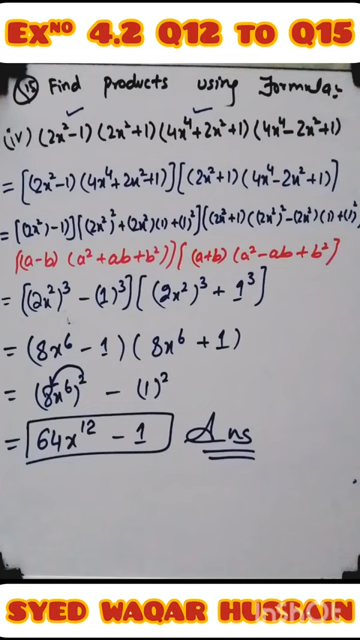 Exᴺᴼ 4.2 Q12 TO Q15
(15) Find products using Formula:-
(iv) (2x²-1) (2x²+1) (4x⁴+2x²+1) (4x⁴-2x²+1)
= [(2x²-1) (4x⁴+2x²+1)] [(2x²+1) (4x⁴-2x²+1)]
= [(2x²)-1)] [(2x²)²+(2x²)(1)+(1)²] [(2x²+1) (2x²)²-(2x²)(1)+(1)²]
[(a-b) (a²+ab+b²)] [(a+b) (a²-ab+b²]
= [(2x²)³ - (1)³] [(2x²)³ + 1³]
= (8x⁶ - 1) (8x⁶ + 1)
= (8x⁶)² - (1)²
= 64x¹² - 1 Ans
SYED WAQAR HUSSAIN